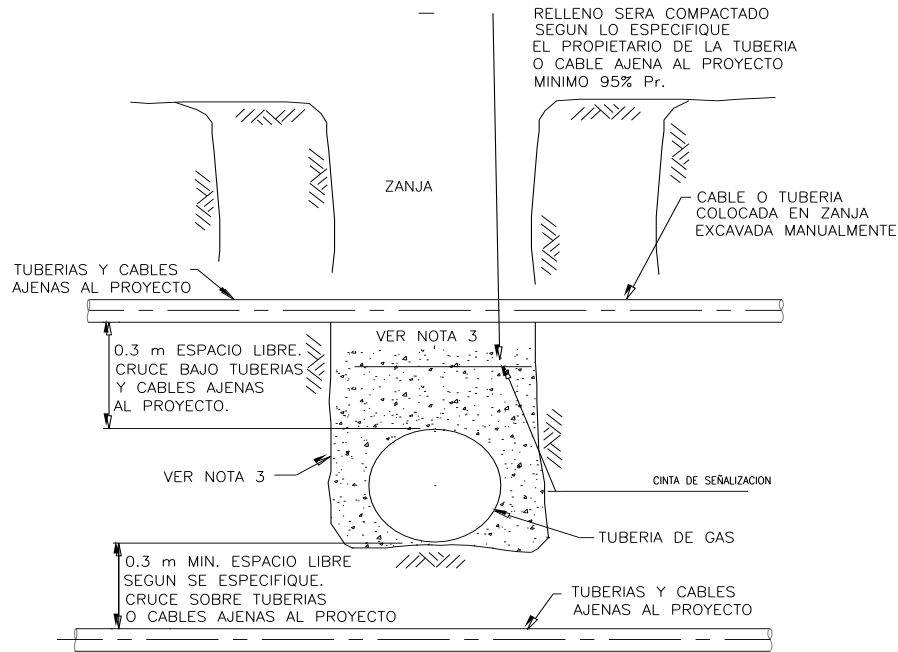 RELLENO SERA COMPACTADO
SEGUN LO ESPECIFIQUE
EL PROPIETARIO DE LA TUBERIA
O CABLE AJENA AL PROYECTO
MINIMO 95% Pr.
ZANJA
CABLE O TUBERIA
COLOCADA EN ZANJA
EXCAVADA MANUALMENTE
TUBERIAS Y CABLES
AJENAS AL PROYECTO
VER NOTA 3
0.3 m ESPACIO LIBRE.
CRUCE BAJO TUBERIAS
Y CABLES AJENAS
AL PROYECTO.
VER NOTA 3
CINTA DE SEÑALIZACION
TUBERIA DE GAS
0.3 m MIN. ESPACIO LIBRE
SEGUN SE ESPECIFIQUE.
CRUCE SOBRE TUBERIAS
O CABLES AJENAS AL PROYECTO
TUBERIAS Y CABLES
AJENAS AL PROYECTO